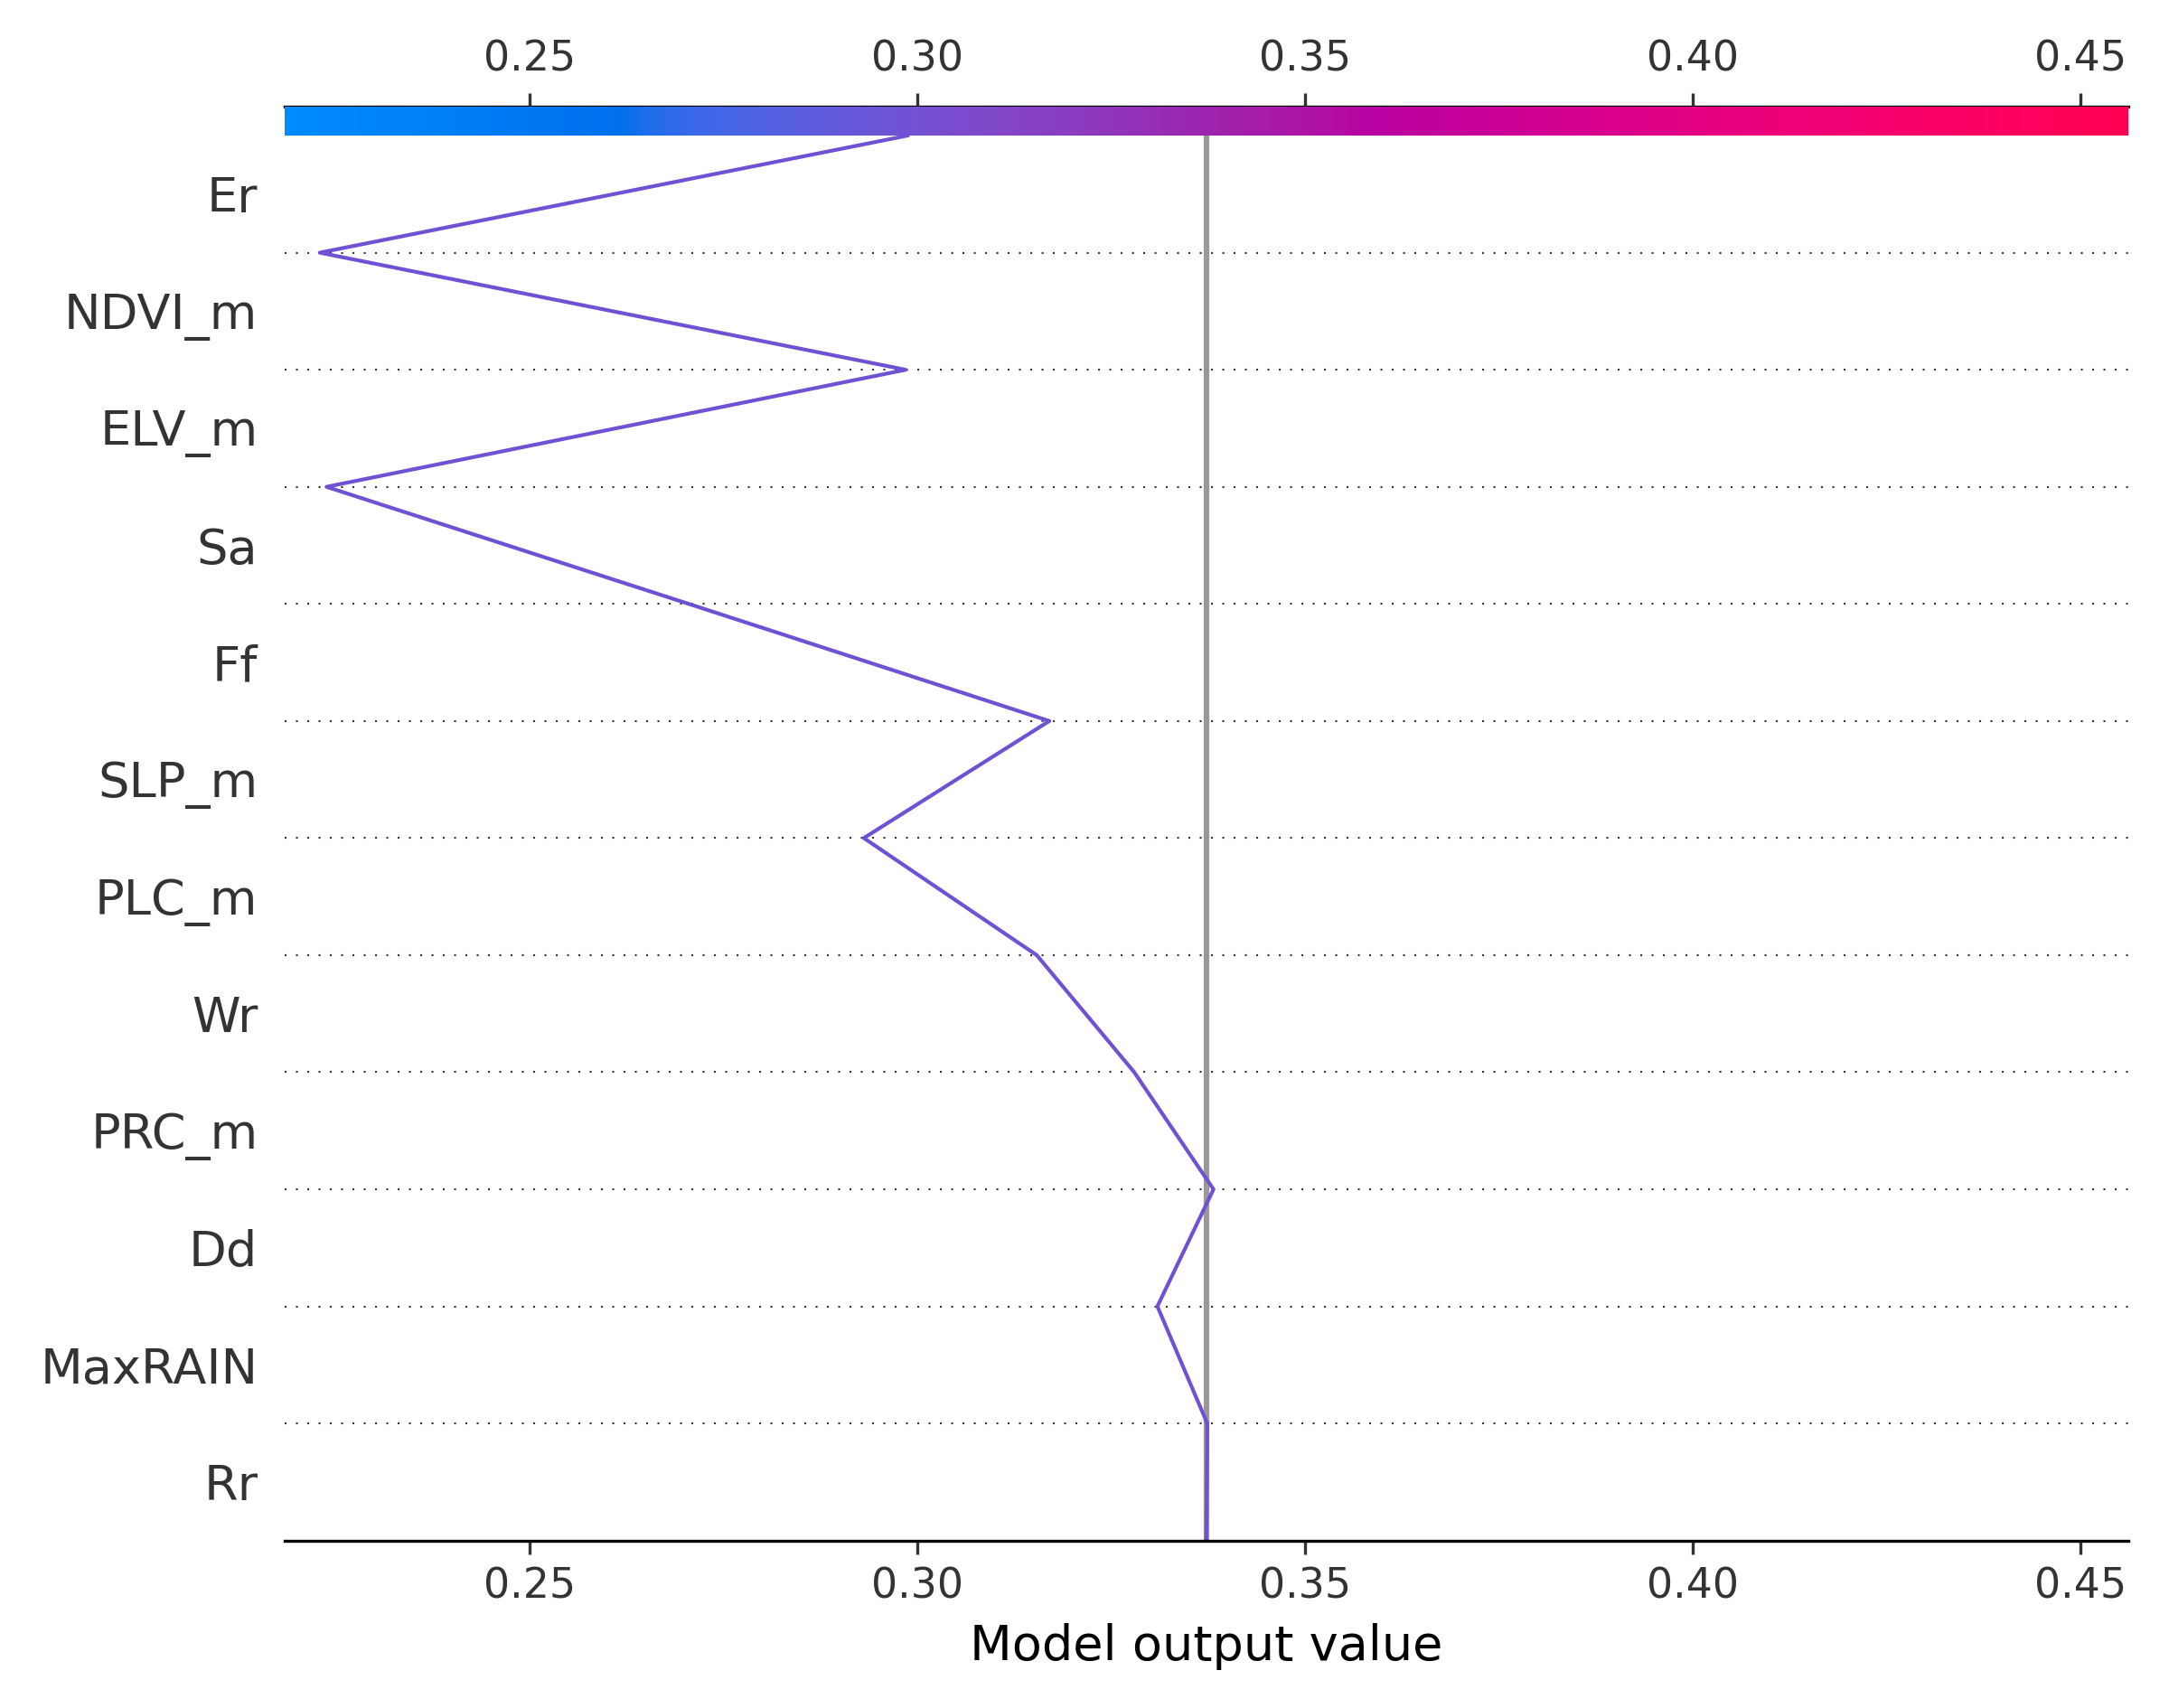 0.25 0.30 0.35 0.40 0.45
Er
NDVI_m
ELV_m
Sa
Ff
SLP_m
PLC_m
Wr
PRC_m
Dd
MaxRAIN
Rr
0.25 0.30 0.35 0.40 0.45
Model output value